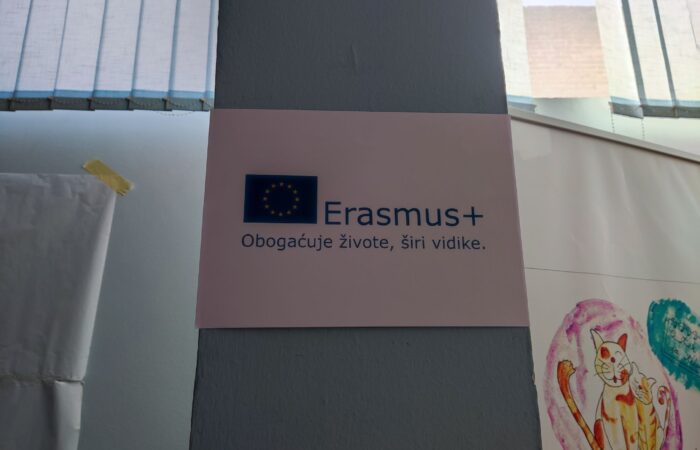 Erasmus+
Obogaćuje živote, širi vidike.